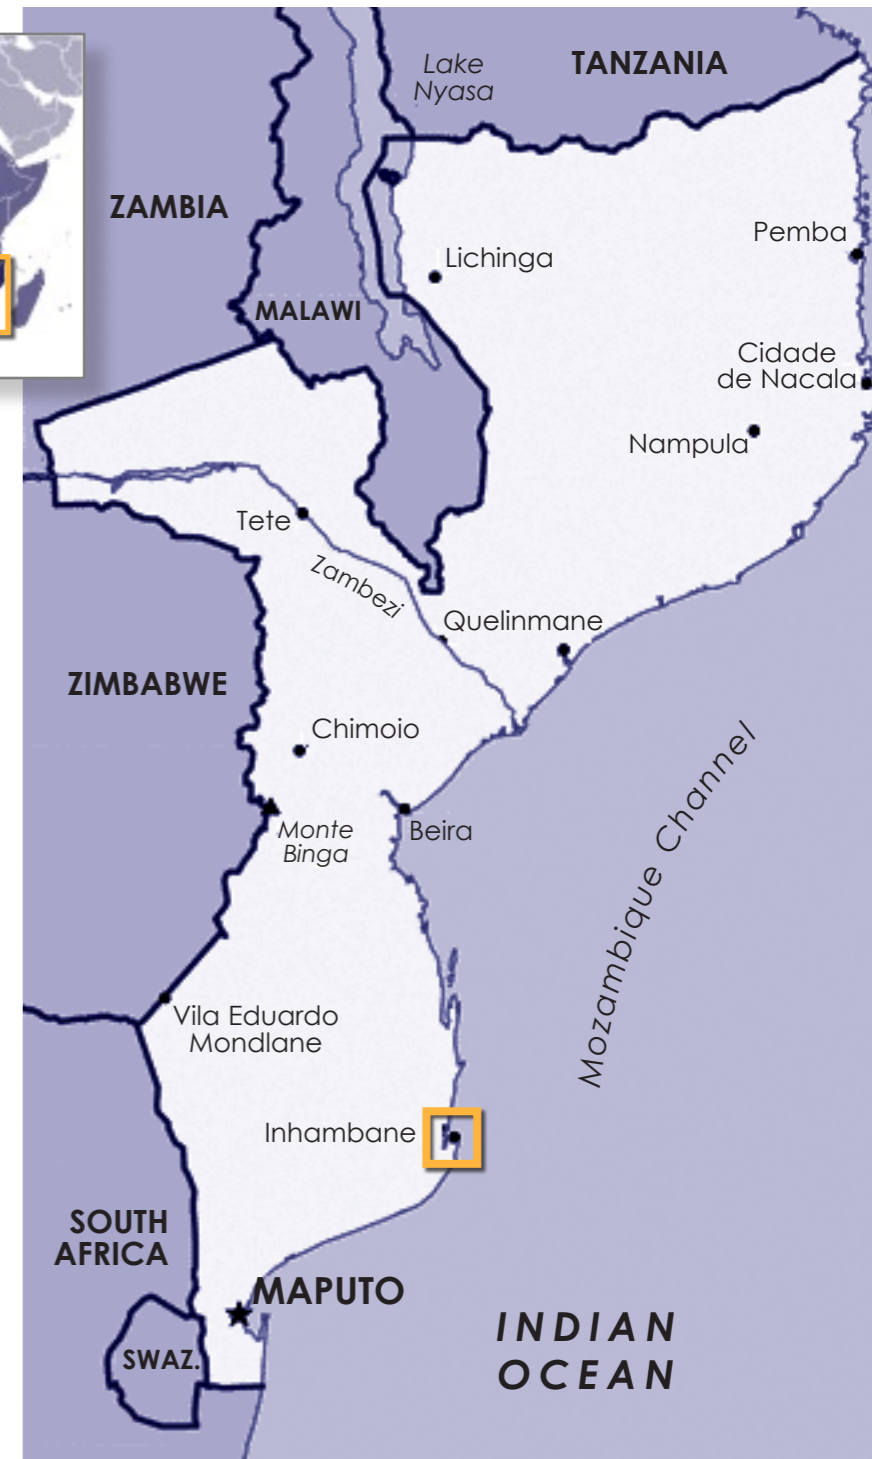 Lake
Nyasa
TANZANIA
ZAMBIA
Pemba
Lichinga
MALAWI
Cidade
de Nacala
Nampula
Tete
Zambezi
Quelinmane
ZIMBABWE
Chimoio
Mozambique Channel
Monte
Binga
Beira
Vila Eduardo
Mondlane
Inhambane
SOUTH
AFRICA
MAPUTO
INDIAN
OCEAN
SWAZ.